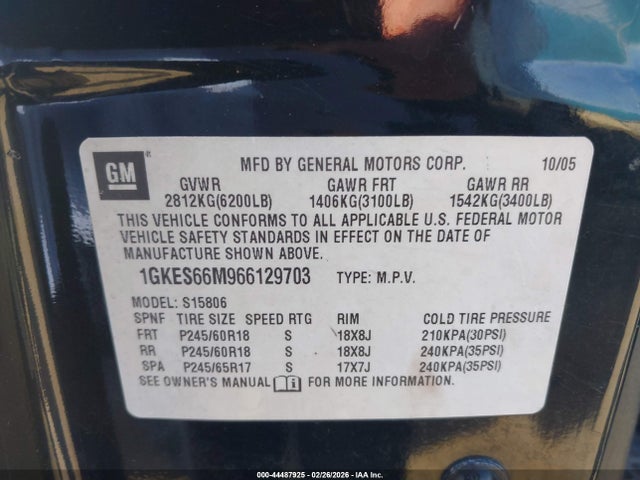 GM
MFD BY GENERAL MOTORS CORP. 10/05
GVWR GAWR FRT GAWR RR
2812KG(6200LB) 1406KG(3100LB) 1542KG(3400LB)
THIS VEHICLE CONFORMS TO ALL APPLICABLE U.S. FEDERAL MOTOR
VEHICLE SAFETY STANDARDS IN EFFECT ON THE DATE OF
MANUFACTURE SHOWN ABOVE.
1GKES66M966129703 TYPE: M.P.V.
MODEL: S15806
SPNF TIRE SIZE SPEED RTG RIM COLD TIRE PRESSURE
FRT P245/60R18 S 18X8J 210KPA(30PSI)
RR P245/60R18 S 18X8J 240KPA(35PSI)
SPA P245/65R17 S 17X7J 240KPA(35PSI)
SEE OWNER'S MANUAL FOR MORE INFORMATION.
000-44487925 - 02/26/2026 - IAA Inc.